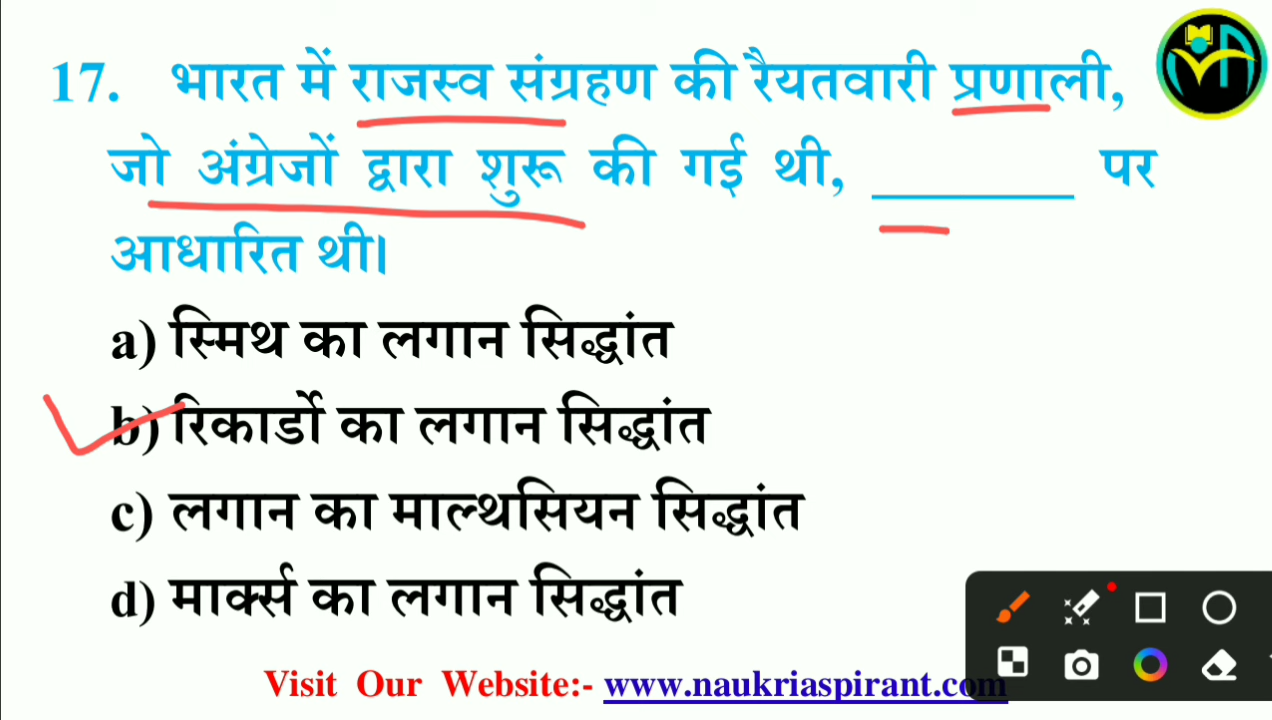 17. भारत में राजस्व संग्रहण की रैयतवारी प्रणाली,
जो अंग्रेजों द्वारा शुरू की गई थी, ________ पर
आधारित थी।
a) स्मिथ का लगान सिद्धांत
b) रिकार्डो का लगान सिद्धांत
c) लगान का माल्थसियन सिद्धांत
d) मार्क्स का लगान सिद्धांत
Visit Our Website:- www.naukriaspirant.com